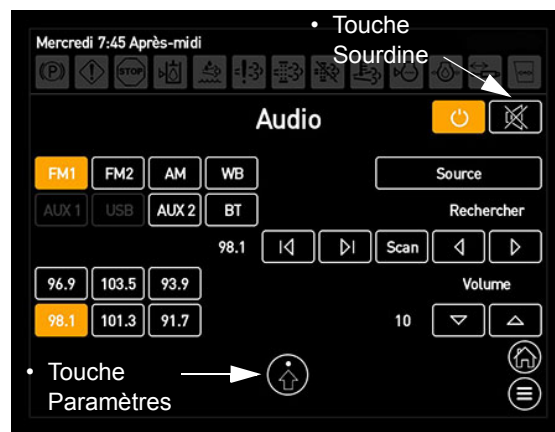 • Touche
Sourdine
Mercredi 7:45 Après-midi
(P) STOP
Audio
FM1 FM2 AM WB Source
AUX 1 USB AUX 2 BT Rechercher
98.1 Scan
96.9 103.5 93.9 Volume
98.1 101.3 91.7 10
• Touche
Paramètres